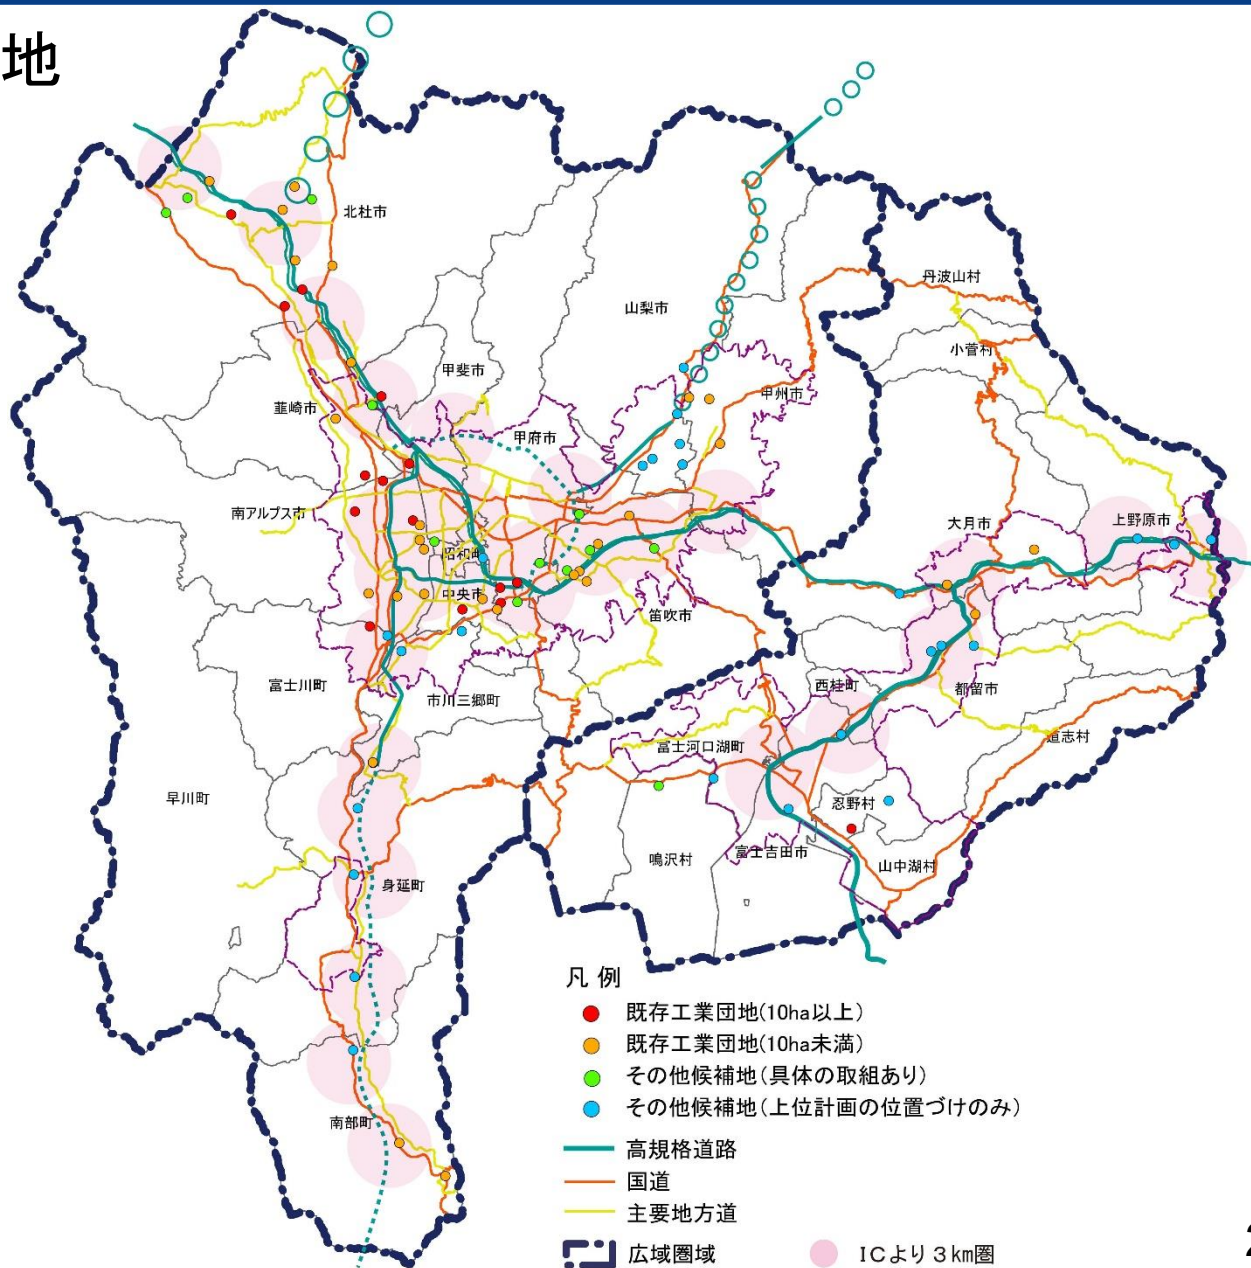 地
北杜市
丹波山村
山梨市
小菅村
甲斐市
甲州市
韮崎市
甲府市
南アルプス市
大月市
上野原市
昭和町
中央市
笛吹市
富士川町
市川三郷町
西桂町
都留市
道志村
富士河口湖町
早川町
忍野村
鳴沢村
富士吉田市
山中湖村
身延町
南部町
凡 例
既存工業団地(10ha以上)
既存工業団地(10ha未満)
その他候補地(具体の取組あり)
その他候補地(上位計画の位置づけのみ)
高規格道路
国道
主要地方道
広域圏域
ICより3km圏